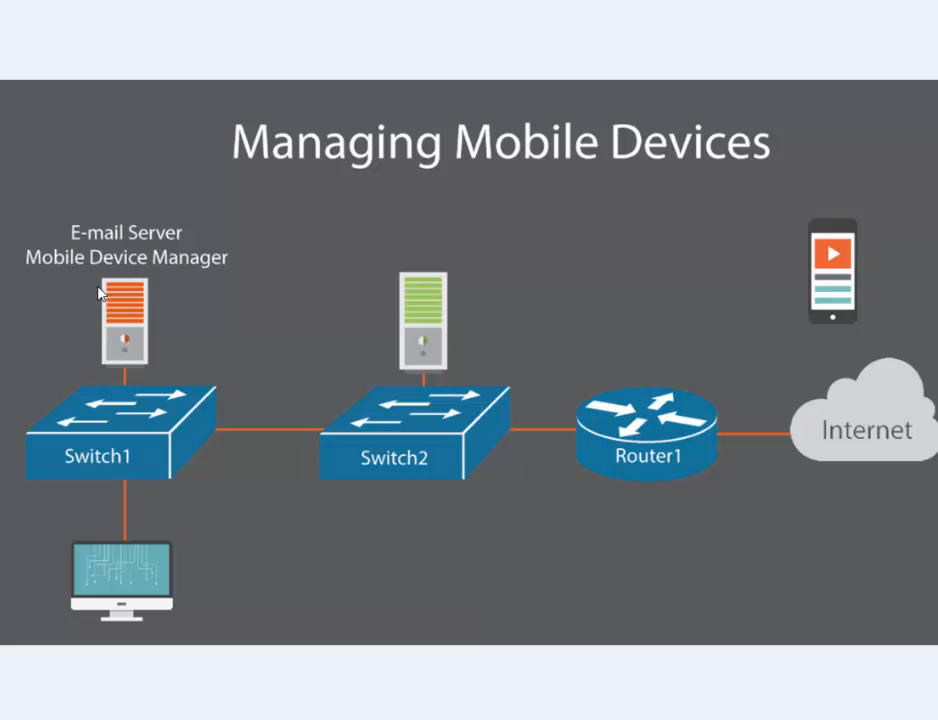 Managing Mobile Devices
E-mail Server
Mobile Device Manager
Switch1
Switch2
Router1
Internet